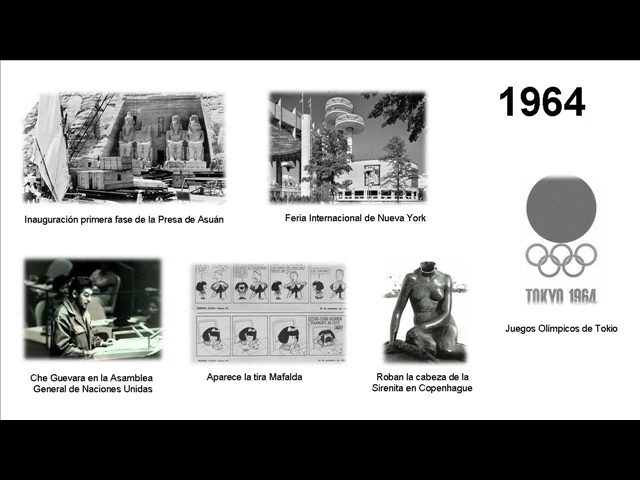 1964
Inauguración primera fase de la Presa de Asuán
Feria Internacional de Nueva York
TOKYO 1964
Juegos Olímpicos de Tokio
Che Guevara en la Asamblea
General de Naciones Unidas
Aparece la tira Mafalda
Roban la cabeza de la
Sirenita en Copenhague